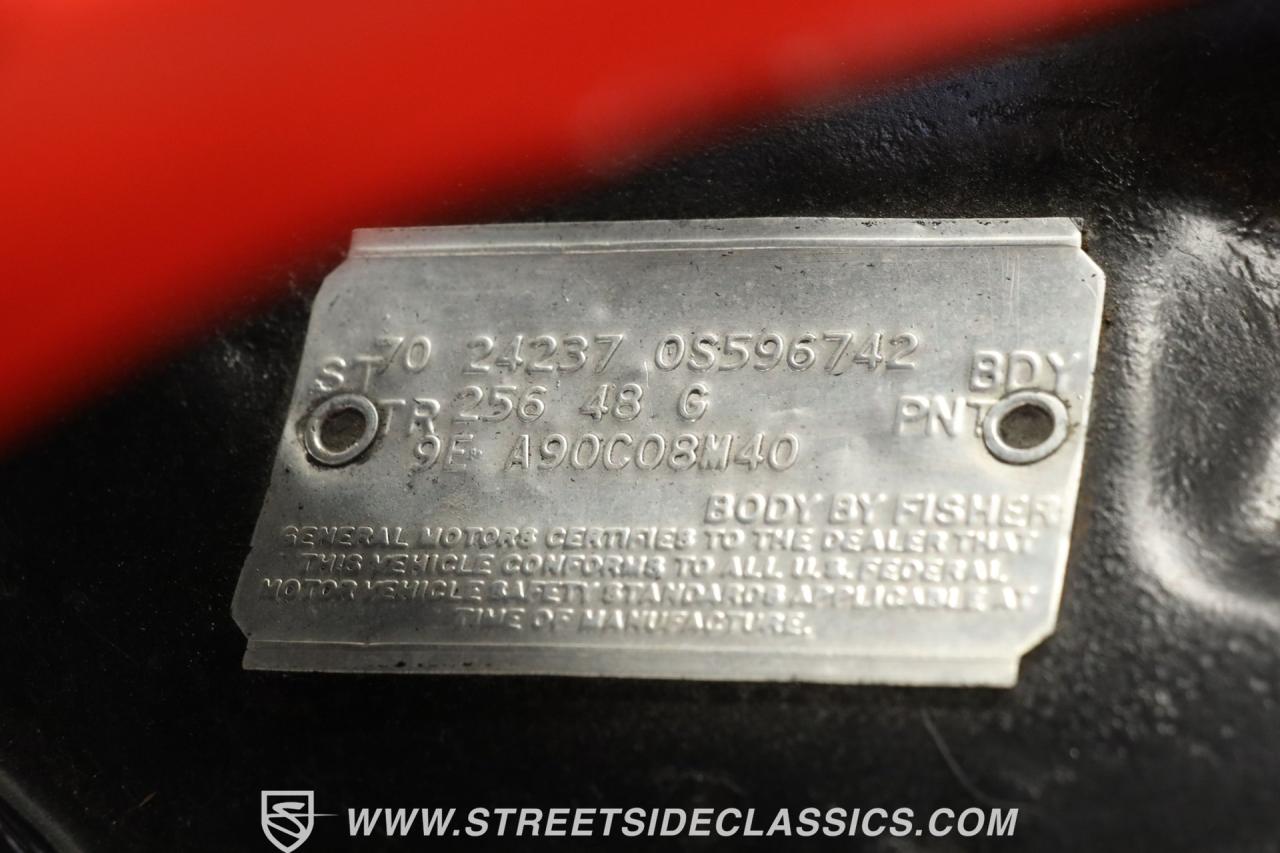 ST 70 24237 0S596742 BDY
TR 256 48 G PNT
9E A90C08M40
BODY BY FISHER
GENERAL MOTORS CERTIFIES TO THE DEALER THAT
THIS VEHICLE CONFORMS TO ALL U.S. FEDERAL
MOTOR VEHICLE SAFETY STANDARDS APPLICABLE AT
TIME OF MANUFACTURE.
WWW.STREETSIDECLASSICS.COM